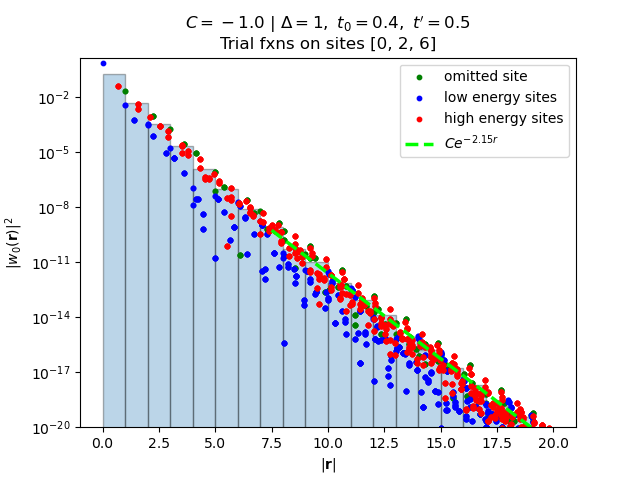 C = −1.0 | Δ = 1, t₀ = 0.4, t′ = 0.5
Trial fxns on sites [0, 2, 6]
omitted site
low energy sites
high energy sites
Ce^{−2.15r}
|w₀(r)|²
10⁻²
10⁻⁵
10⁻⁸
10⁻¹¹
10⁻¹⁴
10⁻¹⁷
10⁻²⁰
0.0 2.5 5.0 7.5 10.0 12.5 15.0 17.5 20.0
|r|